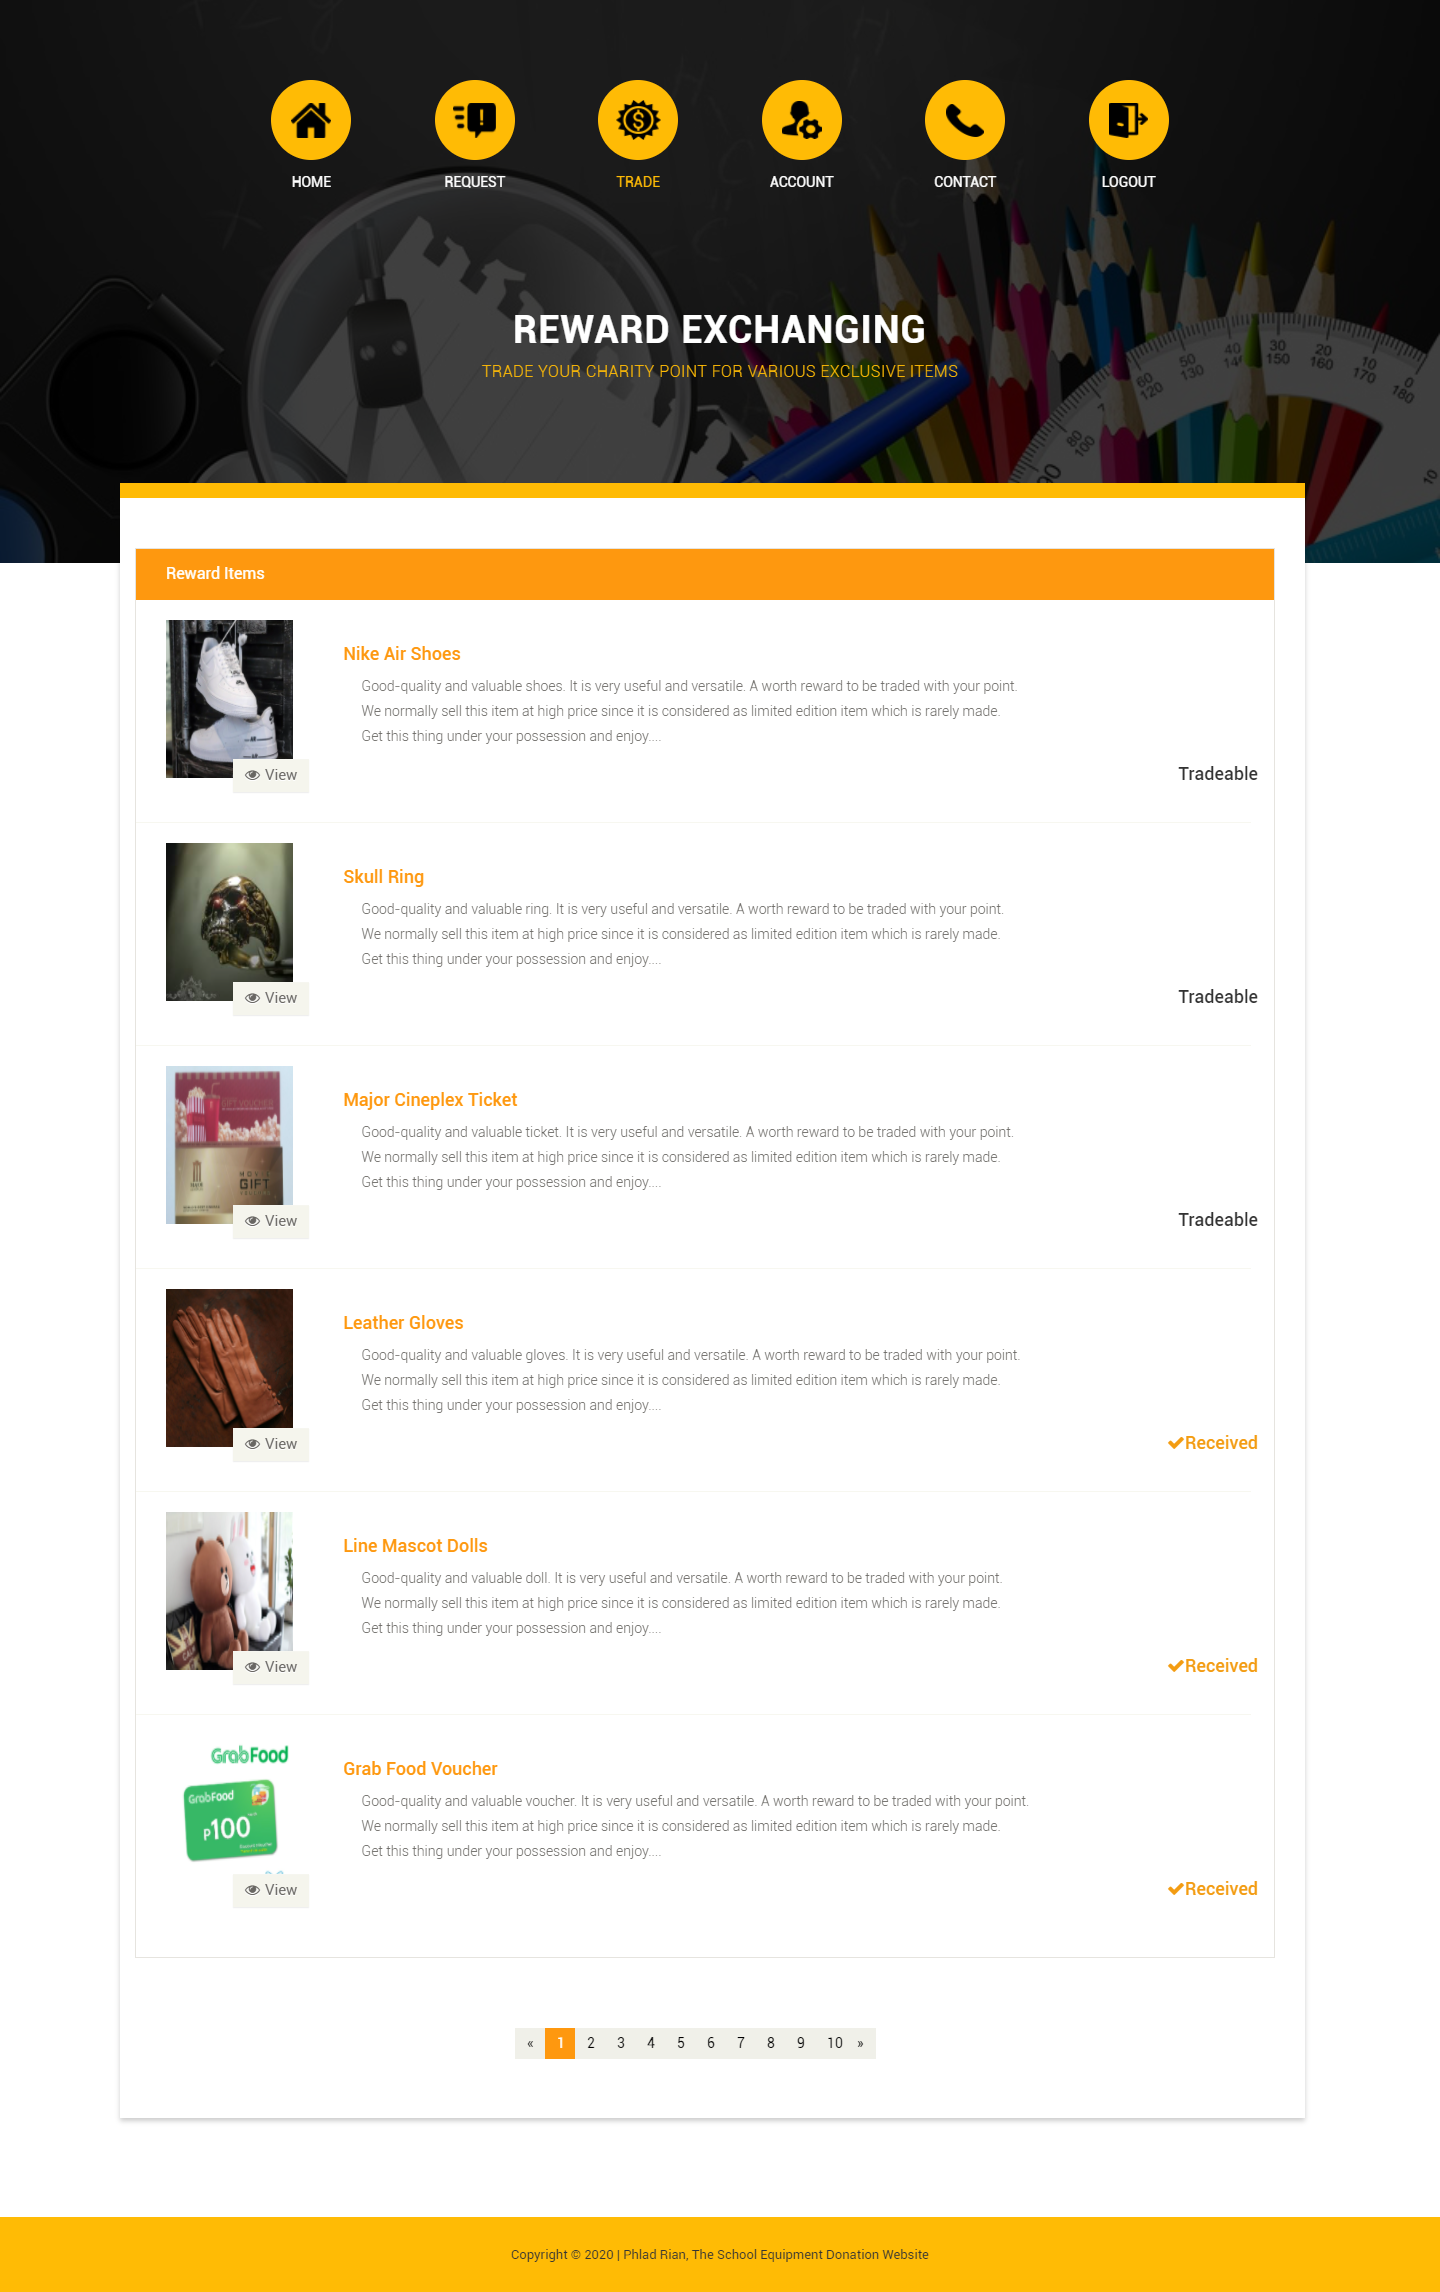 HOME
REQUEST
TRADE
ACCOUNT
CONTACT
LOGOUT
REWARD EXCHANGING
TRADE YOUR CHARITY POINT FOR VARIOUS EXCLUSIVE ITEMS
Reward Items
Nike Air Shoes
Good-quality and valuable shoes. It is very useful and versatile. A worth reward to be traded with your point.
We normally sell this item at high price since it is considered as limited edition item which is rarely made.
Get this thing under your possession and enjoy....
View
Tradeable
Skull Ring
Good-quality and valuable ring. It is very useful and versatile. A worth reward to be traded with your point.
We normally sell this item at high price since it is considered as limited edition item which is rarely made.
Get this thing under your possession and enjoy....
View
Tradeable
Major Cineplex Ticket
Good-quality and valuable ticket. It is very useful and versatile. A worth reward to be traded with your point.
We normally sell this item at high price since it is considered as limited edition item which is rarely made.
Get this thing under your possession and enjoy....
GIFT VOUCHER
GIFT
View
Tradeable
Leather Gloves
Good-quality and valuable gloves. It is very useful and versatile. A worth reward to be traded with your point.
We normally sell this item at high price since it is considered as limited edition item which is rarely made.
Get this thing under your possession and enjoy....
View
Received
Line Mascot Dolls
Good-quality and valuable doll. It is very useful and versatile. A worth reward to be traded with your point.
We normally sell this item at high price since it is considered as limited edition item which is rarely made.
Get this thing under your possession and enjoy....
View
Received
GrabFood
GrabFood
P100
Grab Food Voucher
Good-quality and valuable voucher. It is very useful and versatile. A worth reward to be traded with your point.
We normally sell this item at high price since it is considered as limited edition item which is rarely made.
Get this thing under your possession and enjoy....
View
Received
« 1 2 3 4 5 6 7 8 9 10 »
Copyright © 2020 | Phlad Rian, The School Equipment Donation Website